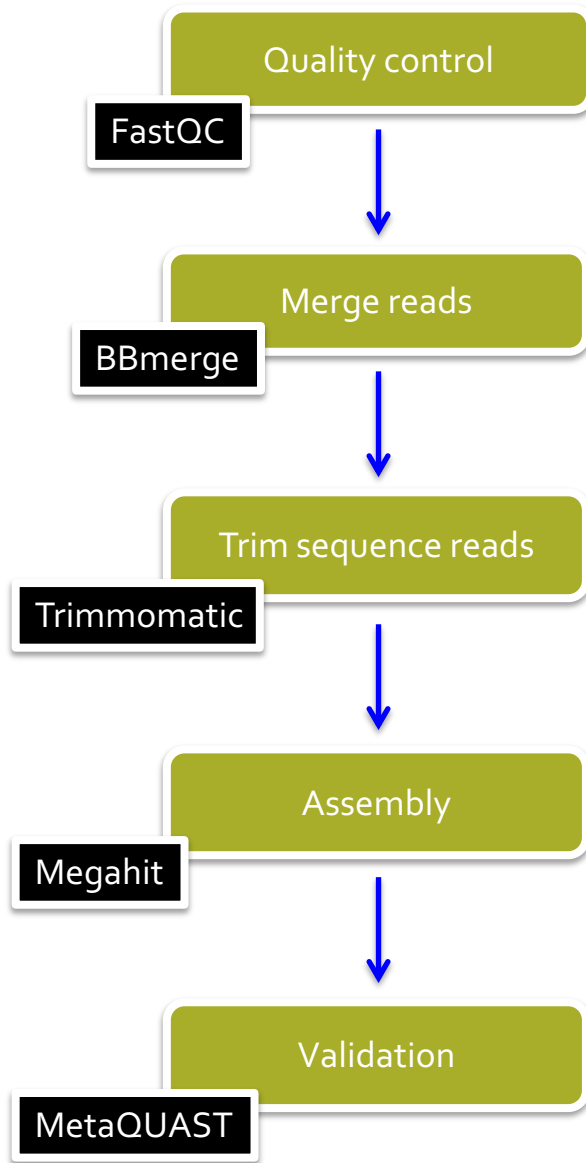 Quality control
FastQC
Merge reads
BBmerge
Trim sequence reads
Trimmomatic
Assembly
Megahit
Validation
MetaQUAST